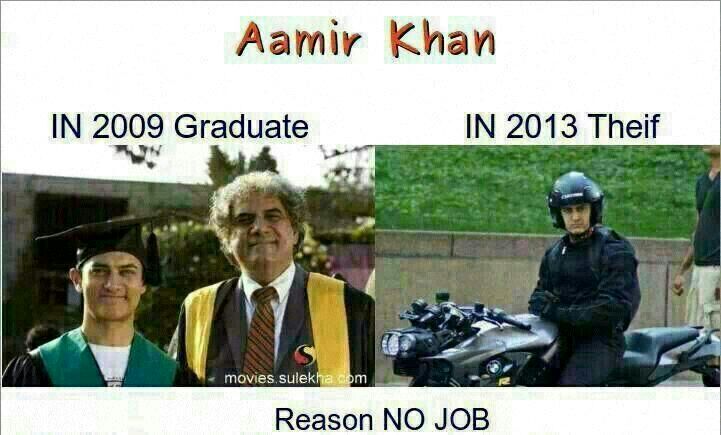 Aamir Khan
IN 2009 Graduate
IN 2013 Theif
movies.sulekha.com
Reason NO JOB